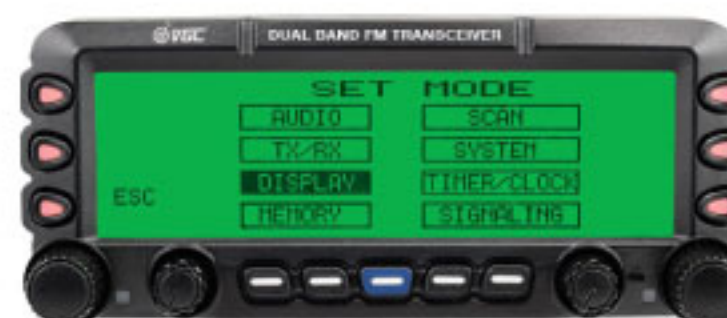 VGC DUAL BAND FM TRANSCEIVER
SET MODE
AUDIO SCAN
TX/RX SYSTEM
DISPLAY TIMER/CLOCK
ESC
MEMORY SIGNALING